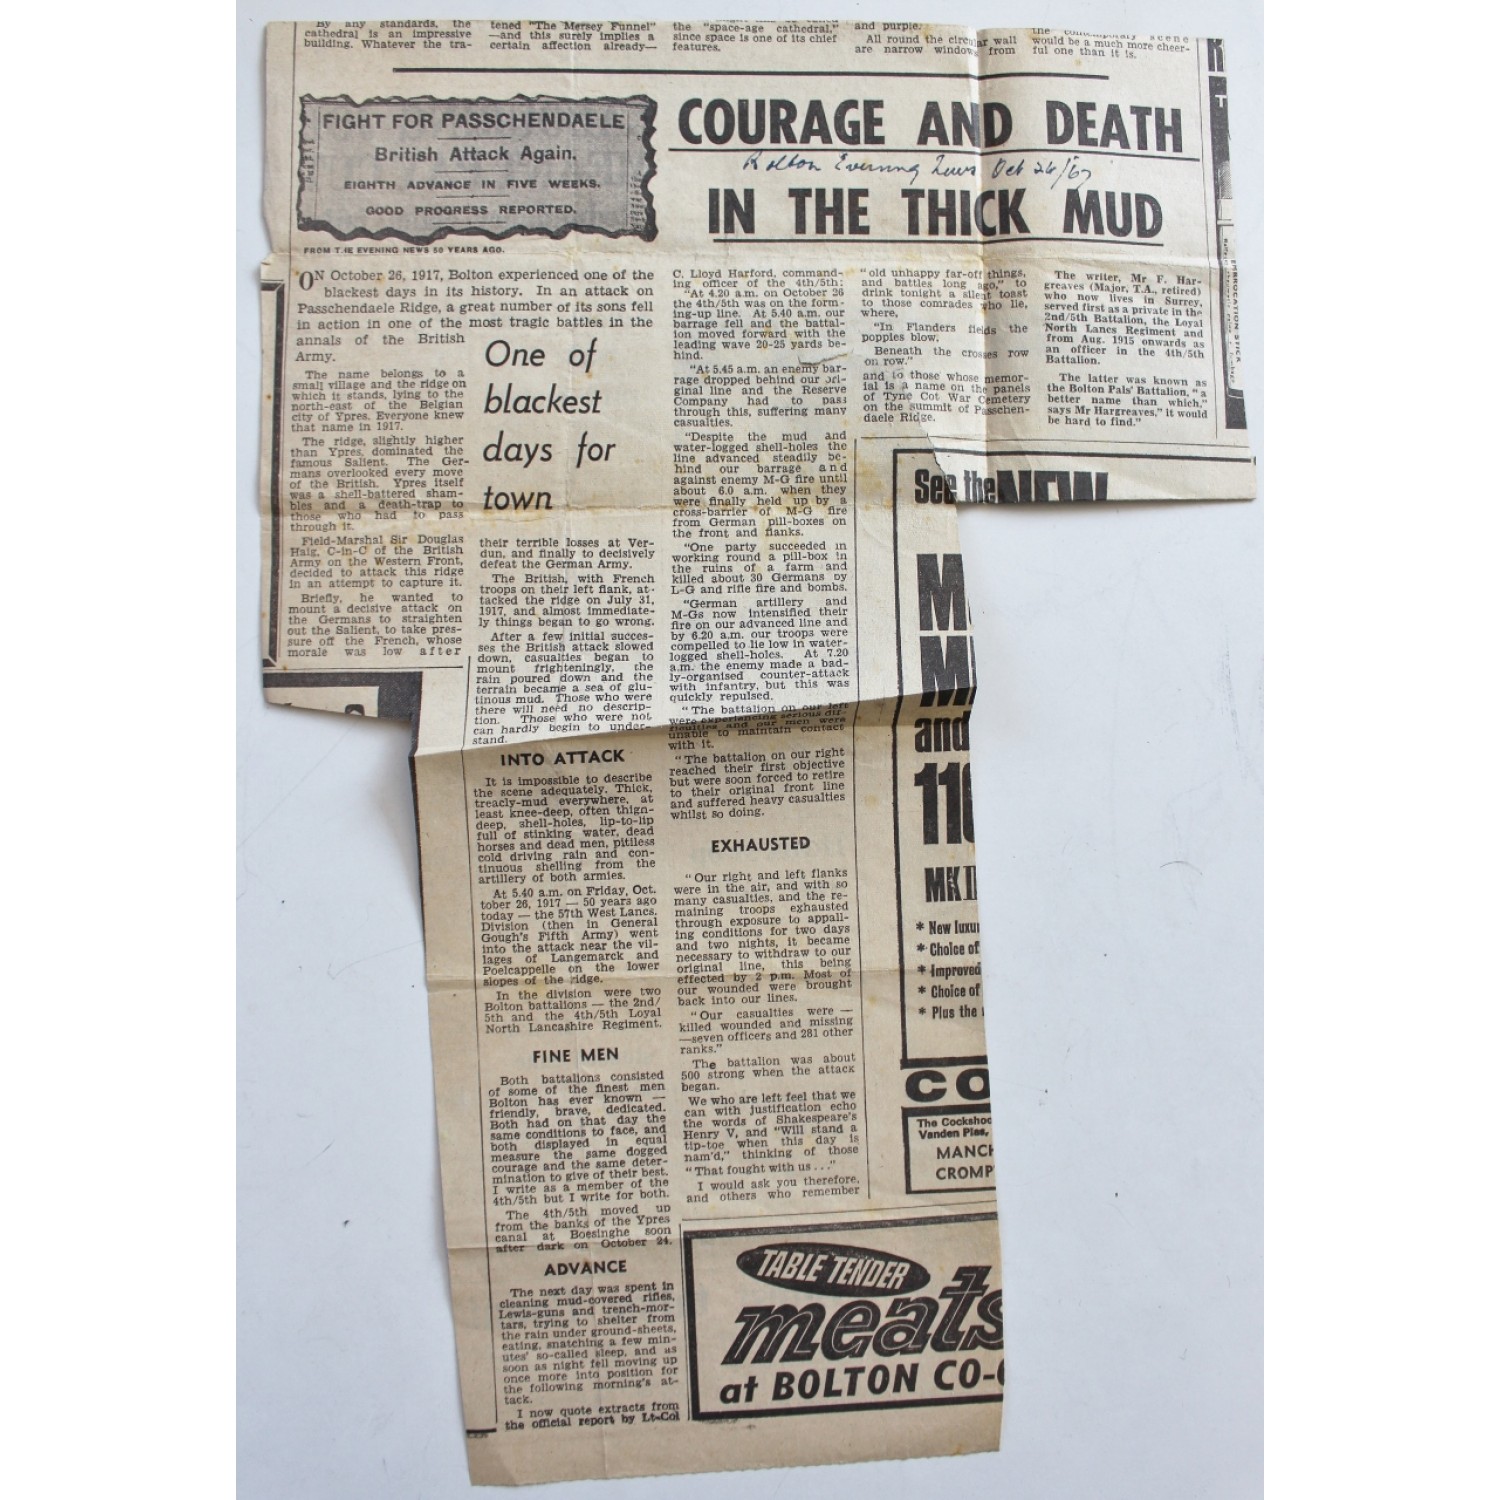 By any standards, the
cathedral is an impressive
building. Whatever the tra-
tened "The Mersey Funnel"
—and this surely implies a
certain affection already—
the "space-age cathedral,"
since space is one of its chief
features.
and purple.
All round the circular wall
are narrow windows from
the contemporary scene
would be a much more cheer-
ful one than it is.
FIGHT FOR PASSCHENDAELE
British Attack Again.
EIGHTH ADVANCE IN FIVE WEEKS.
GOOD PROGRESS REPORTED.
FROM THE EVENING NEWS 50 YEARS AGO.
COURAGE AND DEATH
Bolton Evening News Oct 26/67
IN THE THICK MUD
ON October 26, 1917, Bolton experienced one of the
blackest days in its history. In an attack on
Passchendaele Ridge, a great number of its sons fell
in action in one of the most tragic battles in the
annals of the British
Army.
The name belongs to a
small village and the ridge on
which it stands, lying to the
north-east of the Belgian
city of Ypres. Everyone knew
that name in 1917.
The ridge, slightly higher
than Ypres, dominated the
famous Salient. The Ger-
mans overlooked every move
of the British. Ypres itself
was a shell-battered sham-
bles and a death-trap to
those who had to pass
through it.
Field-Marshal Sir Douglas
Haig, C-in-C of the British
Army on the Western Front,
decided to attack this ridge
in an attempt to capture it.
Briefly, he wanted to
mount a decisive attack on
the Germans to straighten
out the Salient, to take pres-
sure off the French, whose
morale was low after
One of
blackest
days for
town
their terrible losses at Ver-
dun, and finally to decisively
defeat the German Army.
The British, with French
troops on their left flank, at-
tacked the ridge on July 31,
1917, and almost immediate-
ly things began to go wrong.
After a few initial succes-
ses the British attack slowed
down, casualties began to
mount frighteningly, the
rain poured down and the
terrain became a sea of glu-
tinous mud. Those who were
there will need no descrip-
tion. Those who were not
can hardly begin to under-
stand.
INTO ATTACK
It is impossible to describe
the scene adequately. Thick,
treacly-mud everywhere, at
least knee-deep, often thigh-
deep, shell-holes, lip-to-lip
full of stinking water, dead
horses and dead men, pitiless
cold driving rain and con-
tinuous shelling from the
artillery of both armies.
At 5.40 a.m. on Friday, Oct.
tober 26, 1917 — 50 years ago
today — the 57th West Lancs.
Division (then in General
Gough's Fifth Army) went
into the attack near the vil-
lages of Langemarck and
Poelcappelle on the lower
slopes of the ridge.
In the division were two
Bolton battalions — the 2nd/
5th and the 4th/5th Loyal
North Lancashire Regiment.
FINE MEN
Both battalions consisted
of some of the finest men
Bolton has ever known —
friendly, brave, dedicated.
Both had on that day the
same conditions to face, and
both displayed in equal
measure the same dogged
courage and the same deter-
mination to give of their best.
I write as a member of the
4th/5th but I write for both.
The 4th/5th moved up
from the banks of the Ypres
canal at Boesinghe soon
after dark on October 24.
ADVANCE
The next day was spent in
cleaning mud-covered rifles,
Lewis-guns and trench-mor-
tars, trying to shelter from
the rain under ground-sheets,
eating, snatching a few min-
utes' so-called sleep, and as
soon as night fell moving up
once more into position for
the following morning's at-
tack.
I now quote extracts from
the official report by Lt-Col
C. Lloyd Harford, command-
ing officer of the 4th/5th:
"At 4.20 a.m. on October 26
the 4th/5th was on the form-
ing-up line. At 5.40 a.m. our
barrage fell and the battal-
ion moved forward with the
leading wave 20-25 yards be-
hind.
"At 5.45 a.m. an enemy bar-
rage dropped behind our ori-
ginal line and the Reserve
Company had to pass
through this, suffering many
casualties.
"Despite the mud and
water-logged shell-holes the
line advanced steadily be-
hind our barrage and
against enemy M-G fire until
about 6.0 a.m. when they
were finally held up by a
cross-barrier of M-G fire
from German pill-boxes on
the front and flanks.
"One party succeeded in
working round a pill-box in
the ruins of a farm and
killed about 30 Germans by
L-G and rifle fire and bombs.
"German artillery and
M-Gs now intensified their
fire on our advanced line and
by 6.20 a.m. our troops were
compelled to lie low in water-
logged shell-holes. At 7.20
a.m. the enemy made a bad-
ly-organised counter-attack
with infantry, but this was
quickly repulsed.
"The battalion on our left
were experiencing serious dif-
ficulties and our men were
unable to maintain contact
with it.
"The battalion on our right
reached their first objective
but were soon forced to retire
to their original front line
and suffered heavy casualties
whilst so doing.
EXHAUSTED
"Our right and left flanks
were in the air, and with so
many casualties, and the re-
maining troops exhausted
through exposure to appall-
ing conditions for two days
and two nights, it became
necessary to withdraw to our
original line, this being
effected by 2 p.m. Most of
our wounded were brought
back into our lines.
"Our casualties were —
killed wounded and missing
—seven officers and 281 other
ranks."
The battalion was about
500 strong when the attack
began.
We who are left feel that we
can with justification echo
the words of Shakespeare's
Henry V, and "Will stand a
tip-toe when this day is
nam'd," thinking of those
"That fought with us . . ."
I would ask you therefore,
and others who remember
"old unhappy far-off things,
and battles long ago," to
drink tonight a silent toast
to those comrades who lie,
where,
"In Flanders fields the
poppies blow,
Beneath the crosses row
on row."
and to those whose memor-
ial is a name on the panels
of Tyne Cot War Cemetery
on the summit of Passchen-
daele Ridge.
The writer, Mr F. Har-
greaves (Major, T.A., retired)
who now lives in Surrey,
served first as a private in the
2nd/5th Battalion, the Loyal
North Lancs Regiment and
from Aug. 1915 onwards as
an officer in the 4th/5th
Battalion.
The latter was known as
the Bolton Pals' Battalion, "a
better name than which,"
says Mr Hargreaves," it would
be hard to find."
EMBROCATION STICK
See the NEW
M
M
and
110
MK II
* New luxu
* Choice of
* Improved
* Choice of
* Plus the
CO
The Cockshoo
Vanden Plas,
MANCH
CROMP
TABLE TENDER
meats
at BOLTON CO-